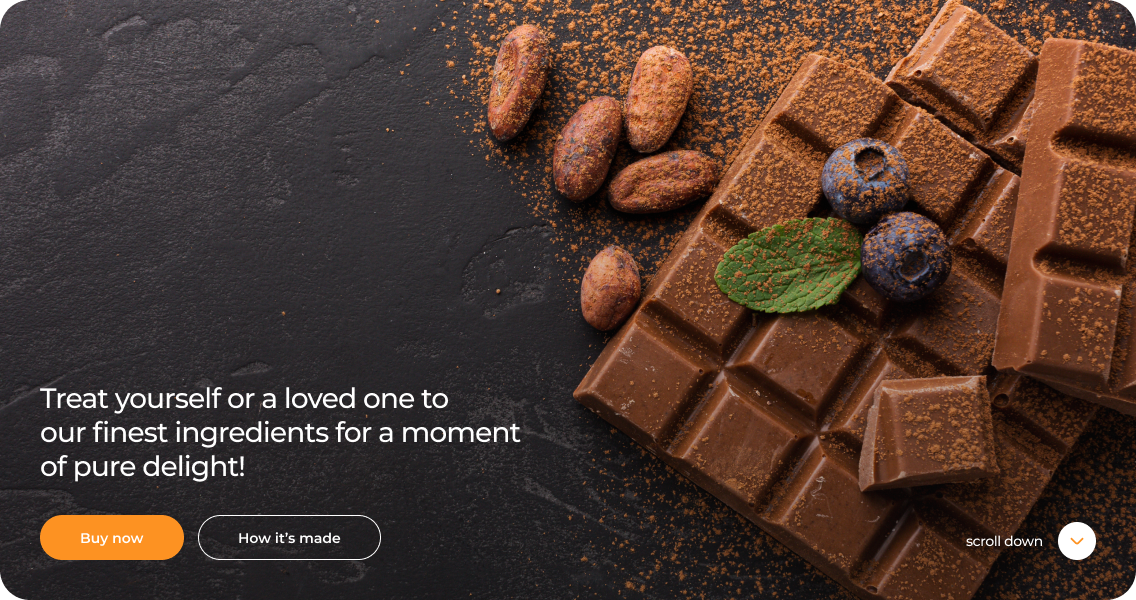 Treat yourself or a loved one to
our finest ingredients for a moment
of pure delight!
Buy now
How it’s made
scroll down